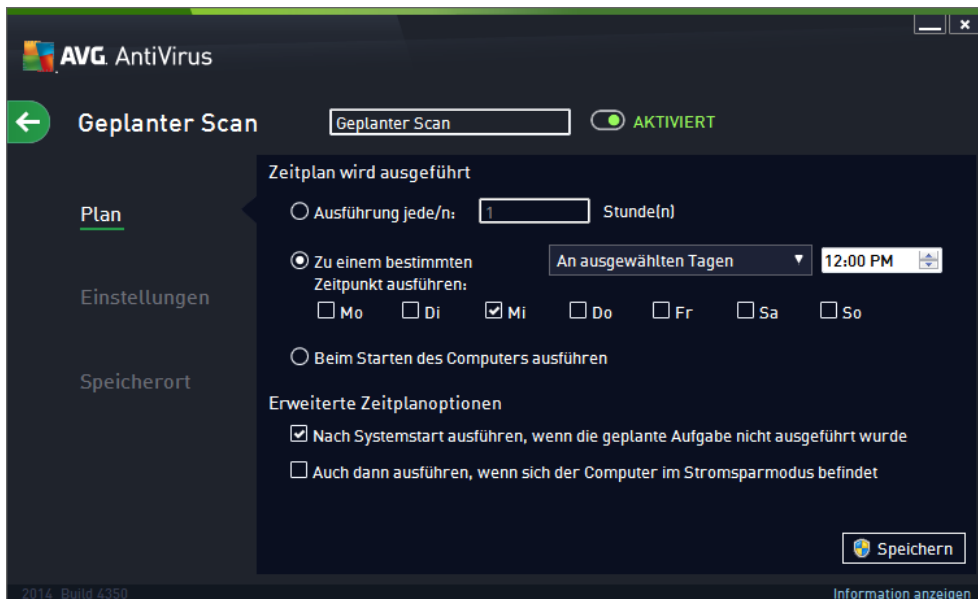 AVG. AntiVirus
Geplanter Scan
Geplanter Scan
AKTIVIERT
Plan
Einstellungen
Speicherort
Zeitplan wird ausgeführt
Ausführung jede/n: 1 Stunde(n)
Zu einem bestimmten
Zeitpunkt ausführen:
An ausgewählten Tagen
12:00 PM
Mo Di Mi Do Fr Sa So
Beim Starten des Computers ausführen
Erweiterte Zeitplanoptionen
Nach Systemstart ausführen, wenn die geplante Aufgabe nicht ausgeführt wurde
Auch dann ausführen, wenn sich der Computer im Stromsparmodus befindet
Speichern
2014 Build 4350
Information anzeigen